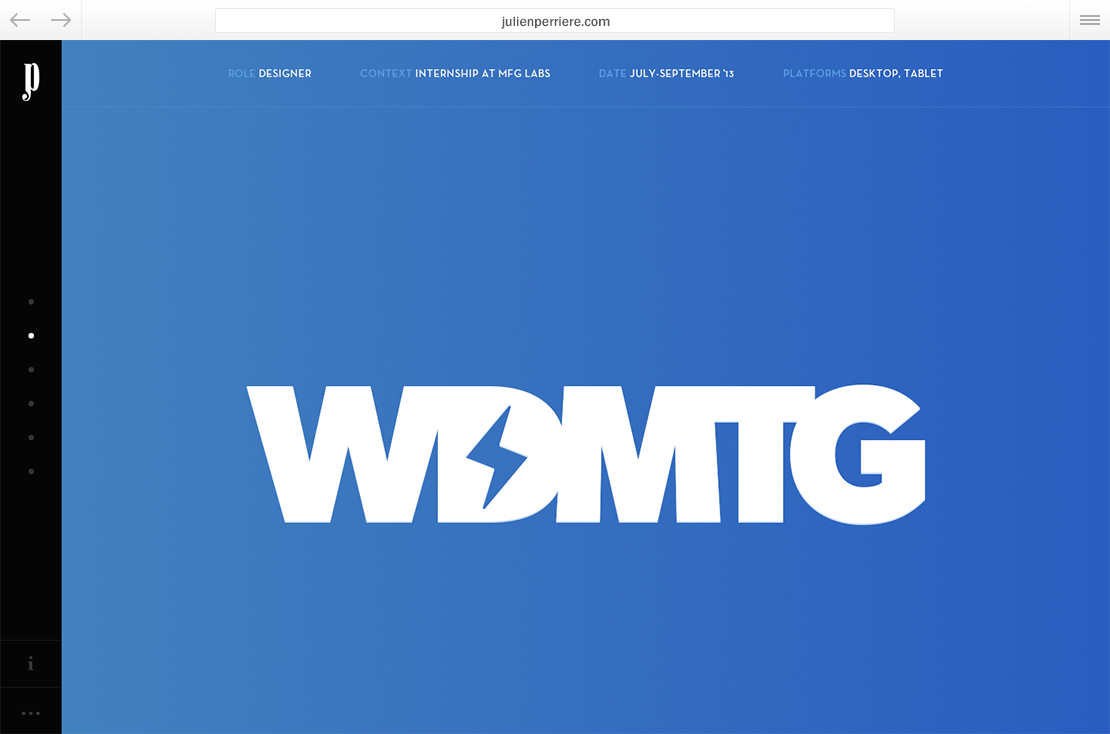 julienperriere.com
jp
ROLE DESIGNER CONTEXT INTERNSHIP AT MFG LABS DATE JULY-SEPTEMBER '13 PLATFORMS DESKTOP, TABLET
WDMTG
i